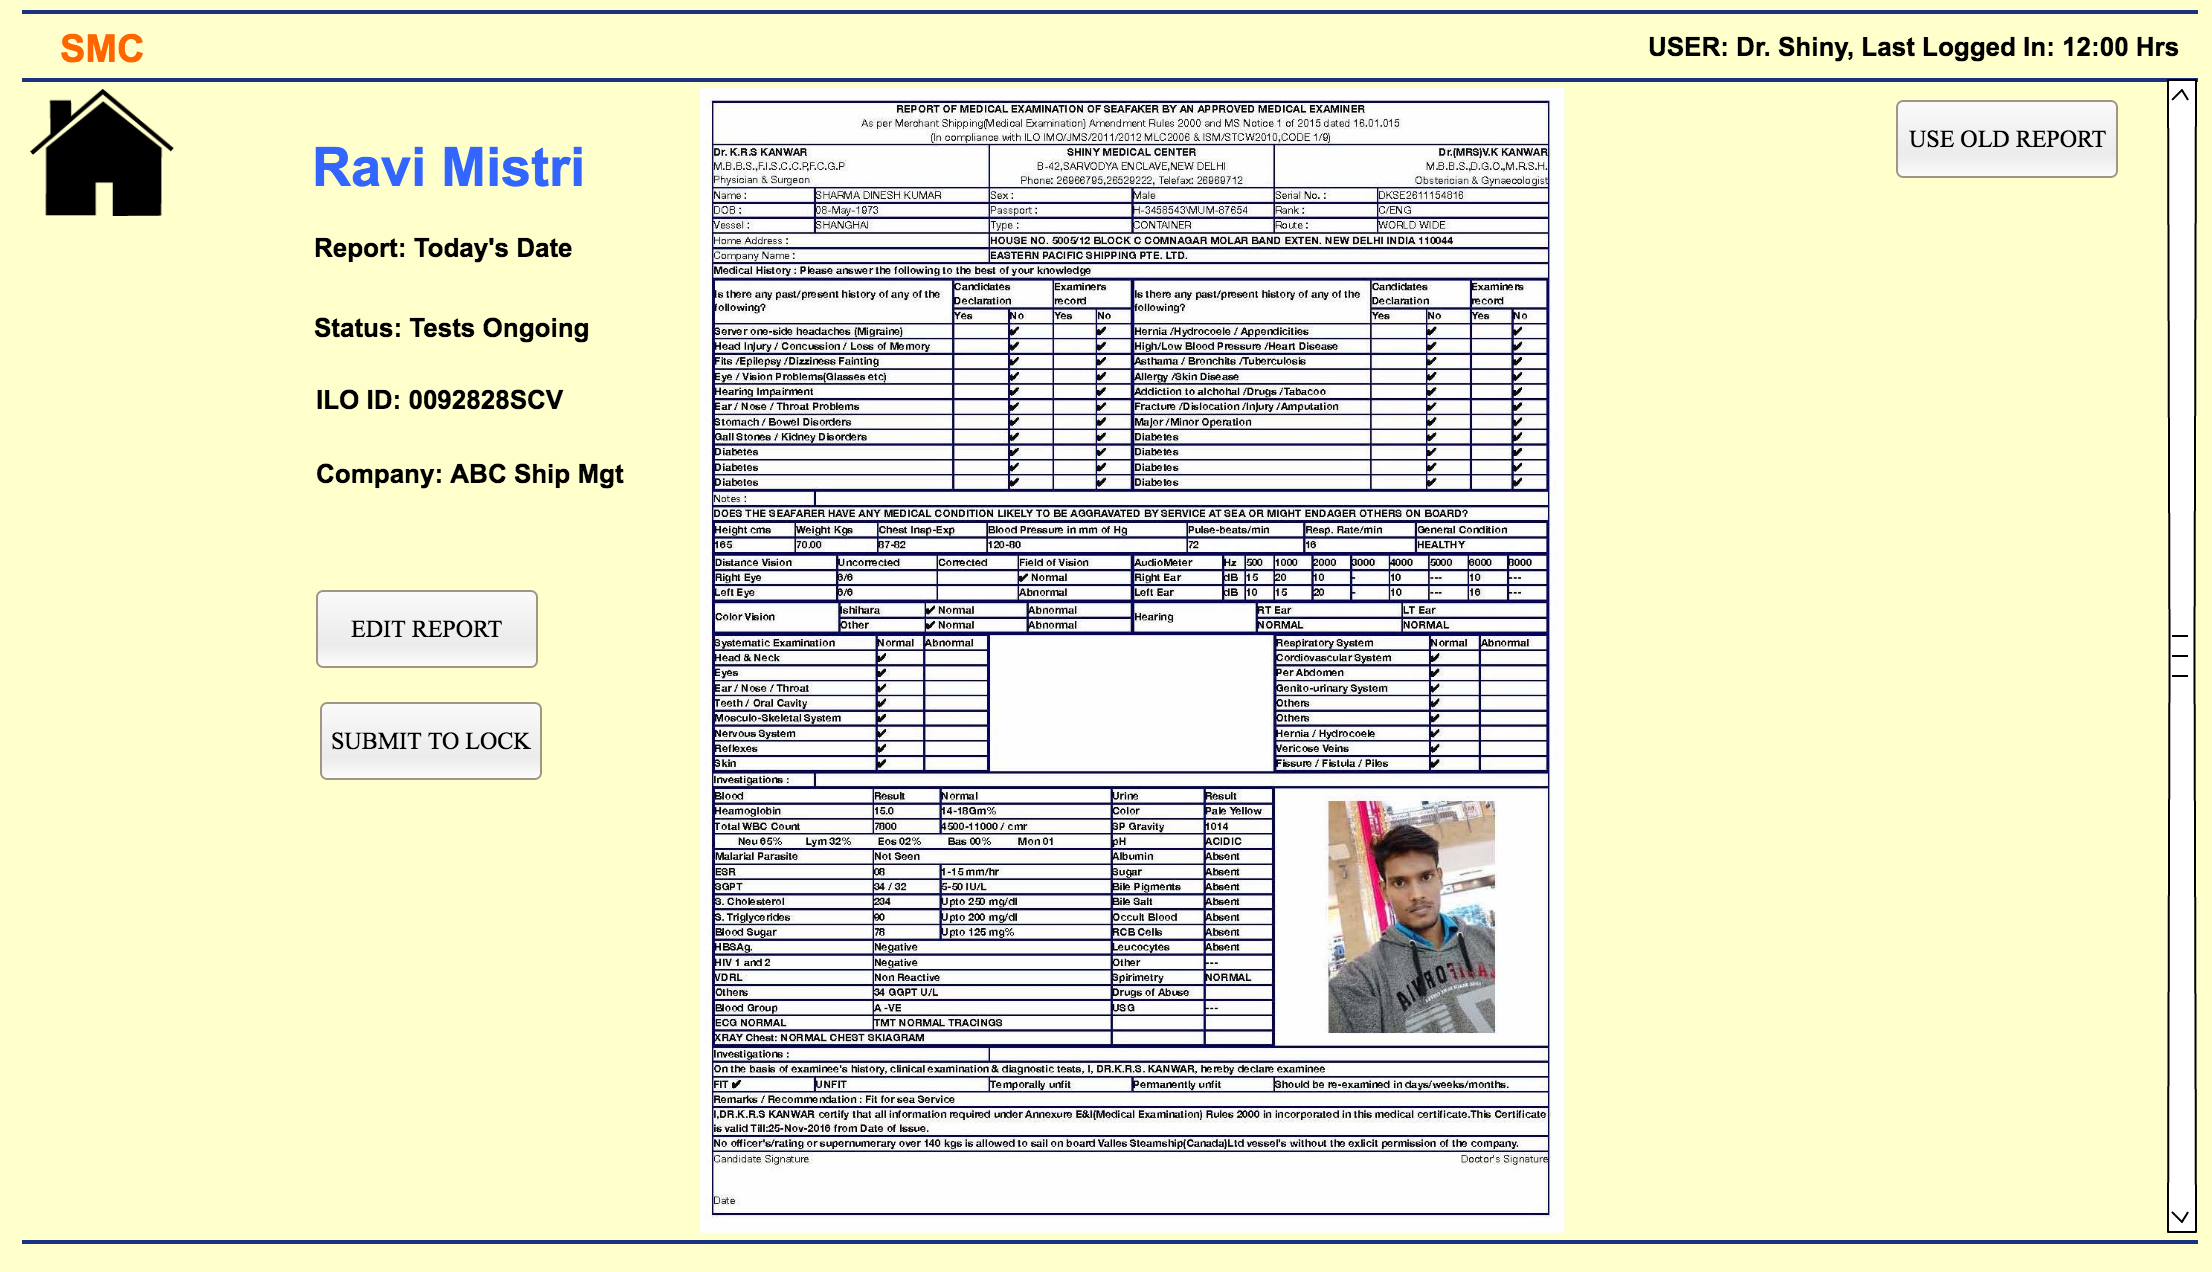 SMC
USER: Dr. Shiny, Last Logged In: 12:00 Hrs
Ravi Mistri
Report: Today's Date
Status: Tests Ongoing
ILO ID: 0092828SCV
Company: ABC Ship Mgt
EDIT REPORT
SUBMIT TO LOCK
USE OLD REPORT
REPORT OF MEDICAL EXAMINATION OF SEAFAKER BY AN APPROVED MEDICAL EXAMINER
As per Merchant Shipping(Medical Examination) Amendment Rules 2000 and MS Notice 1 of 2015 dated 16.01.015
(In compliance with ILO IMO/JMS/2011/2012 MLC2006 & ISM/STCW2010,CODE 1/9)
Dr. K.R.S KANWAR SHINY MEDICAL CENTER Dr.(MRS)V.K KANWAR
M.B.B.S.,F.I.S.C.C.P,F.C.G.P B-42,SARVODYA ENCLAVE,NEW DELHI M.B.B.S.,D.G.O.,M.R.S.H.
Physician & Surgeon Phone: 26966795,26529222, Telefax: 26969712 Obsterician & Gynaecologist
Name : SHARMA DINESH KUMAR Sex : Male Serial No. : DKSE2611154816
DOB : 08-May-1973 Passport : H-3458543\MUM-87654 Rank : C/ENG
Vessel : SHANGHAI Type : CONTAINER Route : WORLD WIDE
Home Address : HOUSE NO. 5005/12 BLOCK C COMNAGAR MOLAR BAND EXTEN. NEW DELHI INDIA 110044
Company Name : EASTERN PACIFIC SHIPPING PTE. LTD.
Medical History : Please answer the following to the best of your knowledge
Is there any past/present history of any of the following? Candidates Declaration Examiners record Is there any past/present history of any of the following? Candidates Declaration Examiners record
Yes No Yes No Yes No Yes No
Server one-side headaches (Migraine) ✔ ✔ Hernia /Hydrocoele / Appendicities ✔ ✔
Head Injury / Concussion / Loss of Memory ✔ ✔ High/Low Blood Pressure /Heart Disease ✔ ✔
Fits /Epilepsy /Dizziness Fainting ✔ ✔ Asthama / Bronchits /Tuberculosis ✔ ✔
Eye / Vision Problems(Glasses etc) ✔ ✔ Allergy /Skin Disease ✔ ✔
Hearing Impairment ✔ ✔ Addiction to alchohal /Drugs /Tabacoo ✔ ✔
Ear / Nose / Throat Problems ✔ ✔ Fracture /Dislocation /Injury /Amputation ✔ ✔
Stomach / Bowel Disorders ✔ ✔ Major /Minor Operation ✔ ✔
Gall Stones / Kidney Disorders ✔ ✔ Diabetes ✔ ✔
Diabetes ✔ ✔ Diabetes ✔ ✔
Diabetes ✔ ✔ Diabetes ✔ ✔
Diabetes ✔ ✔ Diabetes ✔ ✔
Notes :
DOES THE SEAFARER HAVE ANY MEDICAL CONDITION LIKELY TO BE AGGRAVATED BY SERVICE AT SEA OR MIGHT ENDAGER OTHERS ON BOARD?
Height cms Weight Kgs Chest Insp-Exp Blood Pressure in mm of Hg Pulse-beats/min Resp. Rate/min General Condition
165 70.00 87-82 120-80 72 16 HEALTHY
Distance Vision Uncorrected Corrected Field of Vision AudioMeter Hz 500 1000 2000 3000 4000 5000 6000 8000
Right Eye 6/6 ✔ Normal Right Ear dB 15 20 10 - 10 --- 10 ---
Left Eye 6/6 Abnormal Left Ear dB 10 15 20 - 10 --- 16 ---
Color Vision Ishihara ✔ Normal Abnormal Hearing RT Ear LT Ear
Other ✔ Normal Abnormal NORMAL NORMAL
Systematic Examination Normal Abnormal Respiratory System Normal Abnormal
Head & Neck ✔ Cordiovascular System ✔
Eyes ✔ Per Abdomen ✔
Ear / Nose / Throat ✔ Genito-urinary System ✔
Teeth / Oral Cavity ✔ Others ✔
Mosculo-Skeletal System ✔ Others ✔
Nervous System ✔ Hernia / Hydrocoele ✔
Reflexes ✔ Vericose Veins ✔
Skin ✔ Fissure / Fistula / Piles ✔
Investigations :
Blood Result Normal Urine Result
Heamoglobin 15.0 14-18Gm% Color Pale Yellow
Total WBC Count 7800 4500-11000 / cmr SP Gravity 1014
Neu 65% Lym 32% Eos 02% Bas 00% Mon 01 pH ACIDIC
Malarial Parasite Not Seen Albumin Absent
ESR 08 1-15 mm/hr Sugar Absent
SGPT 34 / 32 5-50 IU/L Bile Pigments Absent
S. Cholesterol 234 Upto 250 mg/dl Bile Salt Absent
S. Triglycerides 90 Upto 200 mg/dl Occult Blood Absent
Blood Sugar 78 Upto 125 mg% RCB Cells Absent
HBSAg. Negative Leucocytes Absent
HIV 1 and 2 Negative Other ---
VDRL Non Reactive Spirimetry NORMAL
Others 34 GGPT U/L Drugs of Abuse
Blood Group A -VE USG ---
ECG NORMAL TMT NORMAL TRACINGS
XRAY Chest: NORMAL CHEST SKIAGRAM
Investigations :
On the basis of examinee's history, clinical examination & diagnostic tests, I, DR.K.R.S. KANWAR, hereby declare examinee
FIT ✔ UNFIT Temporally unfit Permanently unfit Should be re-examined in days/weeks/months.
Remarks / Recommendation : Fit for sea Service
I,DR.K.R.S KANWAR certify that all information required under Annexure E&I(Medical Examination) Rules 2000 in incorporated in this medical certificate.This Certificate
is valid Till:25-Nov-2016 from Date of Issue.
No officer's/rating or supernumerary over 140 kgs is allowed to sail on board Valles Steamship(Canada)Ltd vessel's without the exlicit permission of the company.
Candidate Signature Doctor's Signature
Date